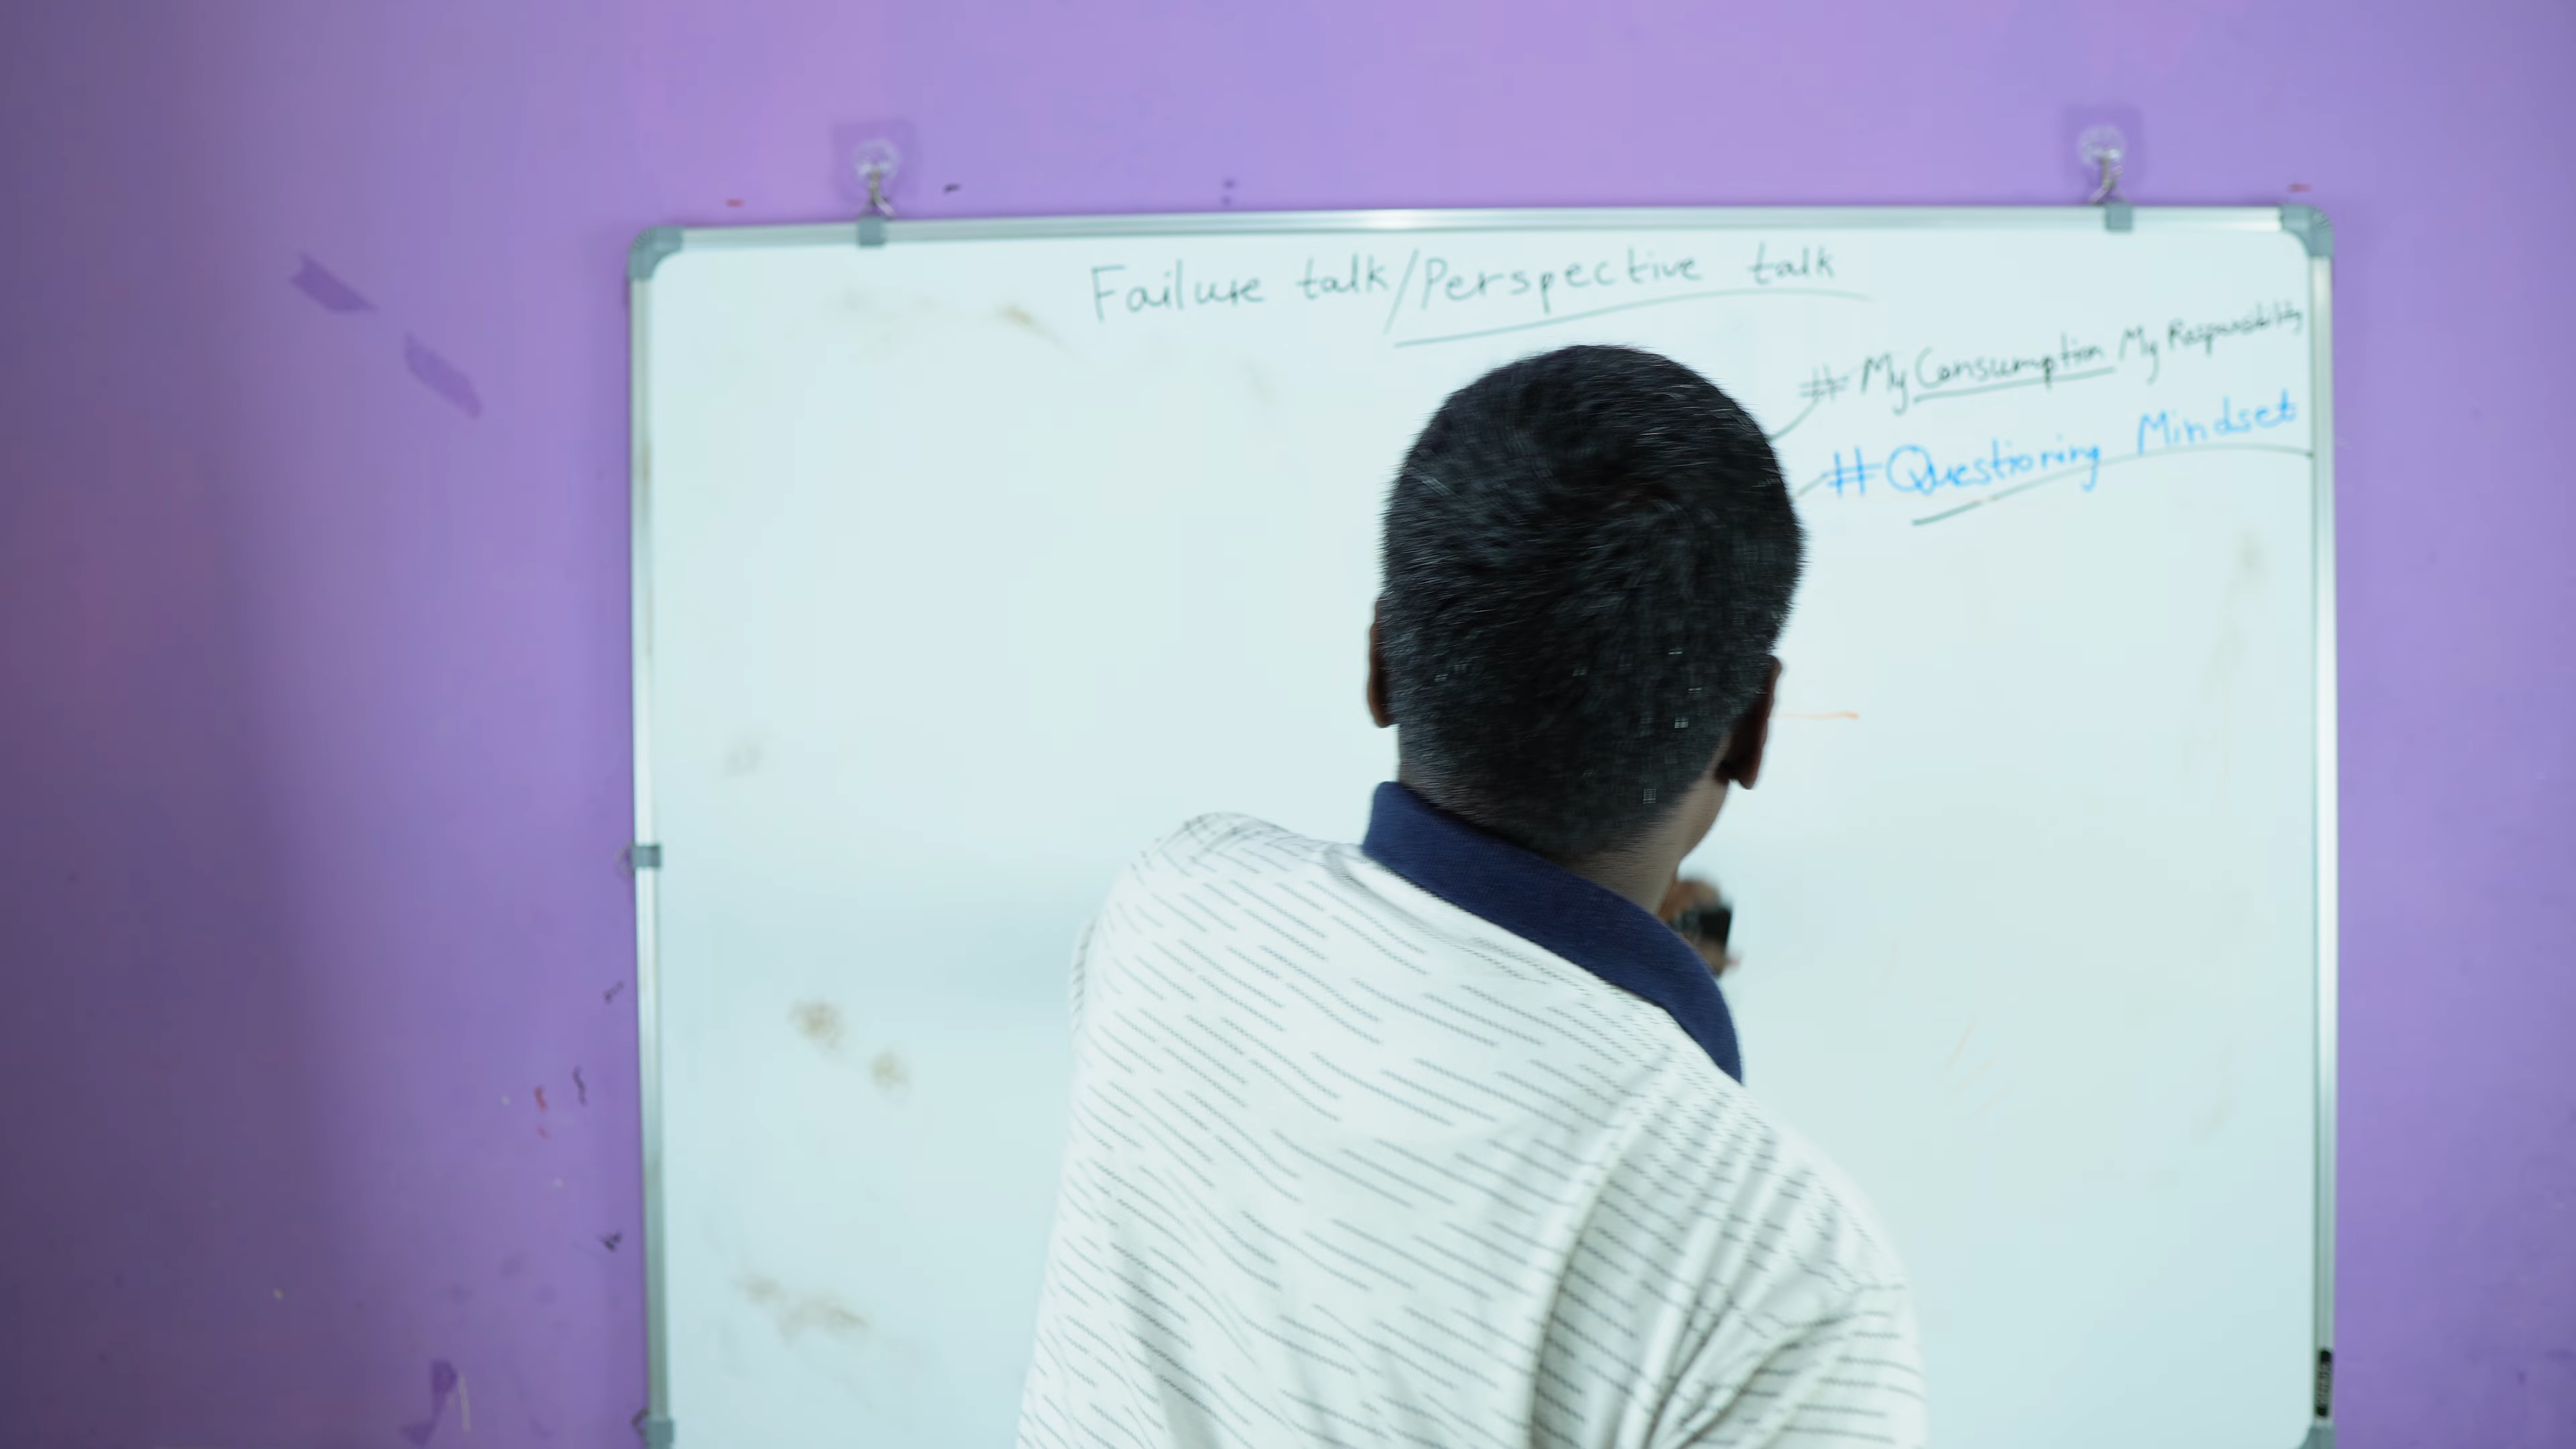 Failure talk/Perspective talk
# My Consumption My Responsibility
# Questioning Mindset